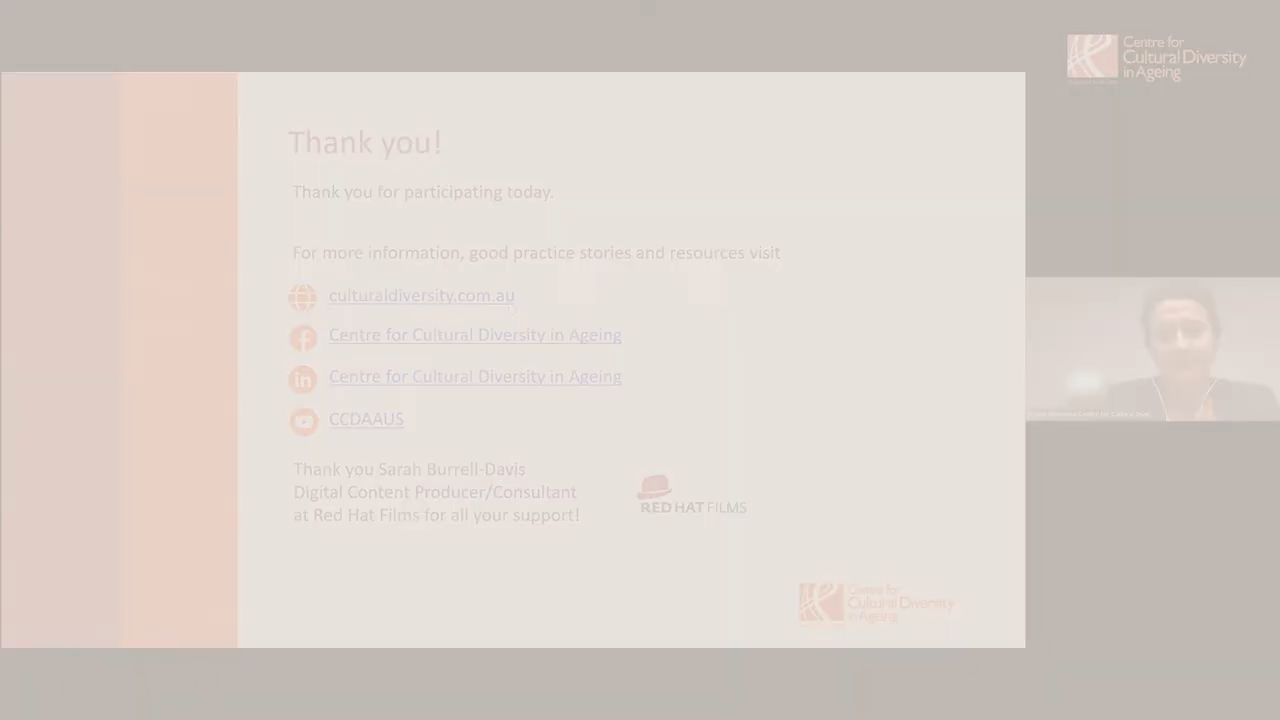 Centre for
Cultural Diversity
in Ageing
Thank you!
Thank you for participating today.
For more information, good practice stories and resources visit
culturaldiversity.com.au
Centre for Cultural Diversity in Ageing
in
Centre for Cultural Diversity in Ageing
CCDAAUS
Thank you Sarah Burrell-Davis
Digital Content Producer/Consultant
at Red Hat Films for all your support!
RED HAT FILMS
Centre for
Cultural Diversity
in Ageing